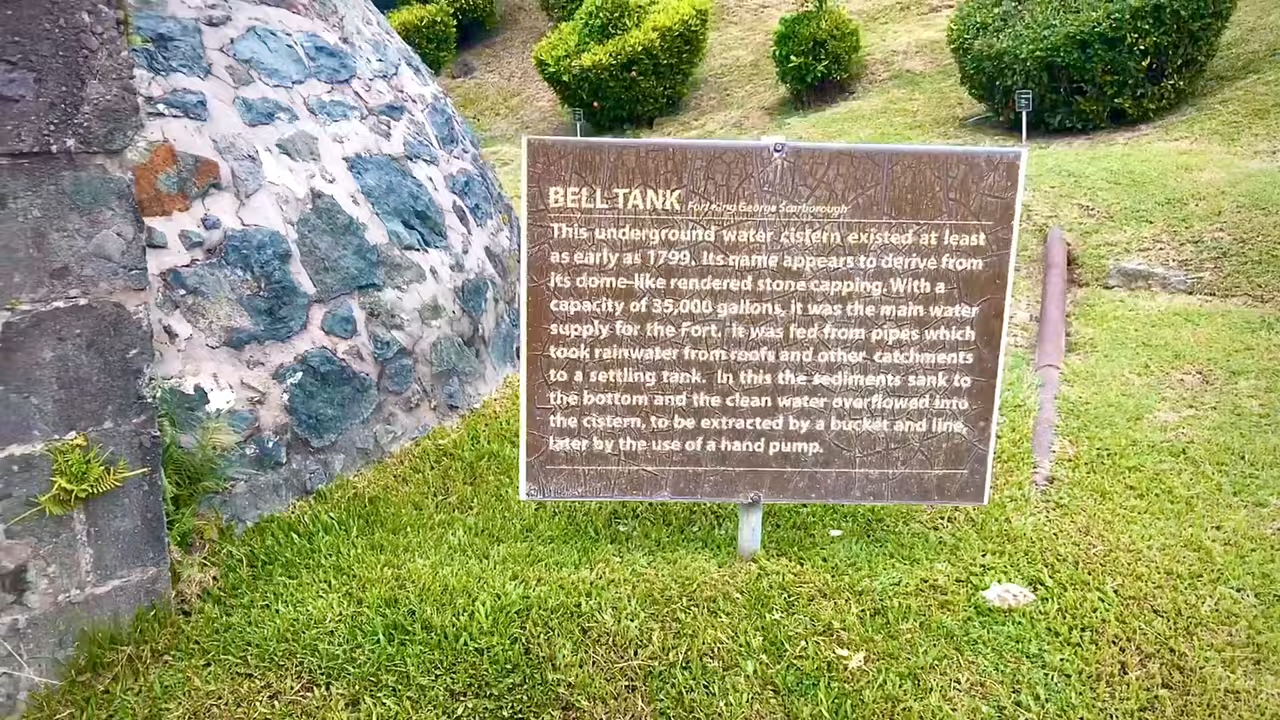 BELL TANK Fort King George Scarborough
This underground water cistern existed at least
as early as 1799. Its name appears to derive from
its dome-like rendered stone capping. With a
capacity of 35,000 gallons, it was the main water
supply for the Fort. It was fed from pipes which
took rainwater from roofs and other catchments
to a settling tank. In this the sediments sank to
the bottom and the clean water overflowed into
the cistern, to be extracted by a bucket and line,
later by the use of a hand pump.